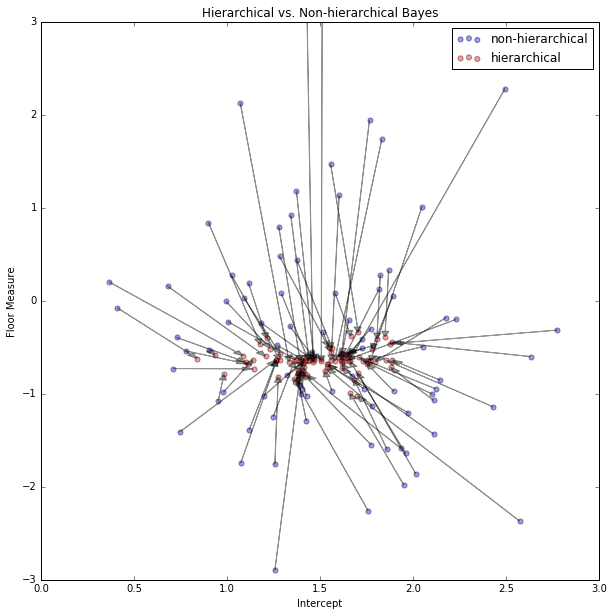 Hierarchical vs. Non-hierarchical Bayes
non-hierarchical
hierarchical
3
2
1
0
−1
−2
−3
Floor Measure
0.0 0.5 1.0 1.5 2.0 2.5 3.0
Intercept